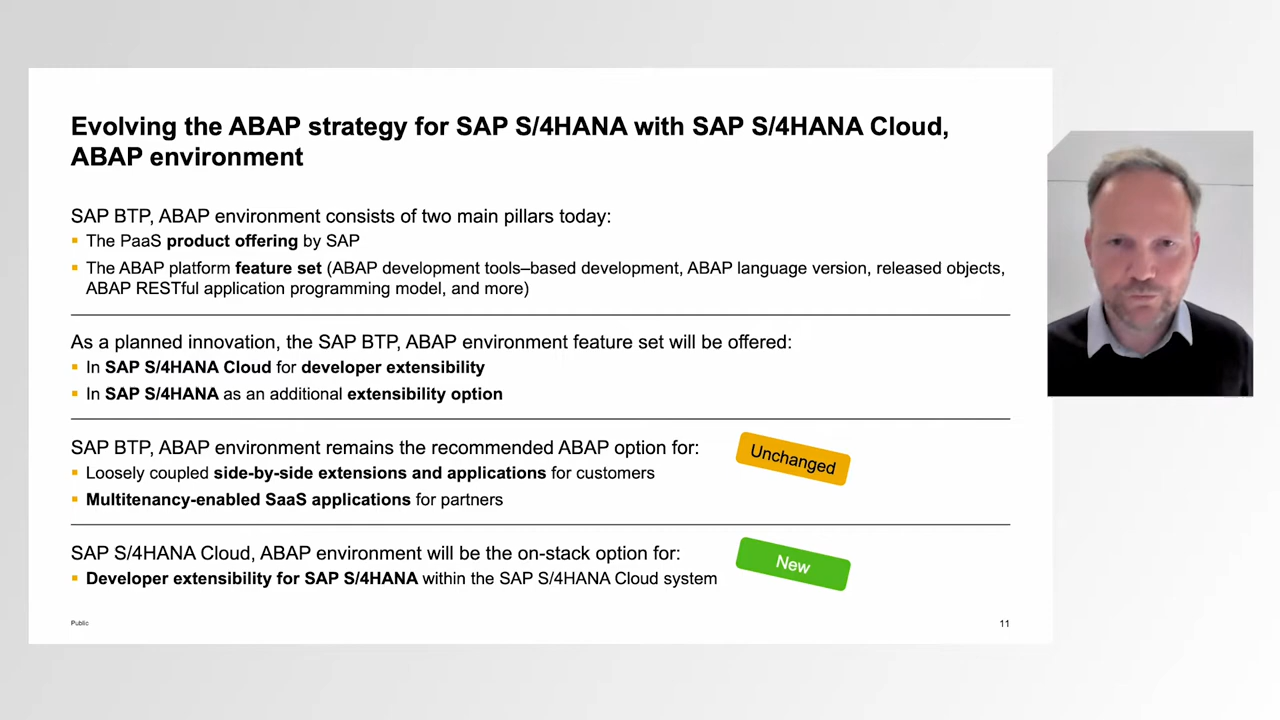 Evolving the ABAP strategy for SAP S/4HANA with SAP S/4HANA Cloud,
ABAP environment
SAP BTP, ABAP environment consists of two main pillars today:
The PaaS product offering by SAP
The ABAP platform feature set (ABAP development tools–based development, ABAP language version, released objects,
ABAP RESTful application programming model, and more)
As a planned innovation, the SAP BTP, ABAP environment feature set will be offered:
In SAP S/4HANA Cloud for developer extensibility
In SAP S/4HANA as an additional extensibility option
SAP BTP, ABAP environment remains the recommended ABAP option for:
Unchanged
Loosely coupled side-by-side extensions and applications for customers
Multitenancy-enabled SaaS applications for partners
SAP S/4HANA Cloud, ABAP environment will be the on-stack option for:
New
Developer extensibility for SAP S/4HANA within the SAP S/4HANA Cloud system
Public
11